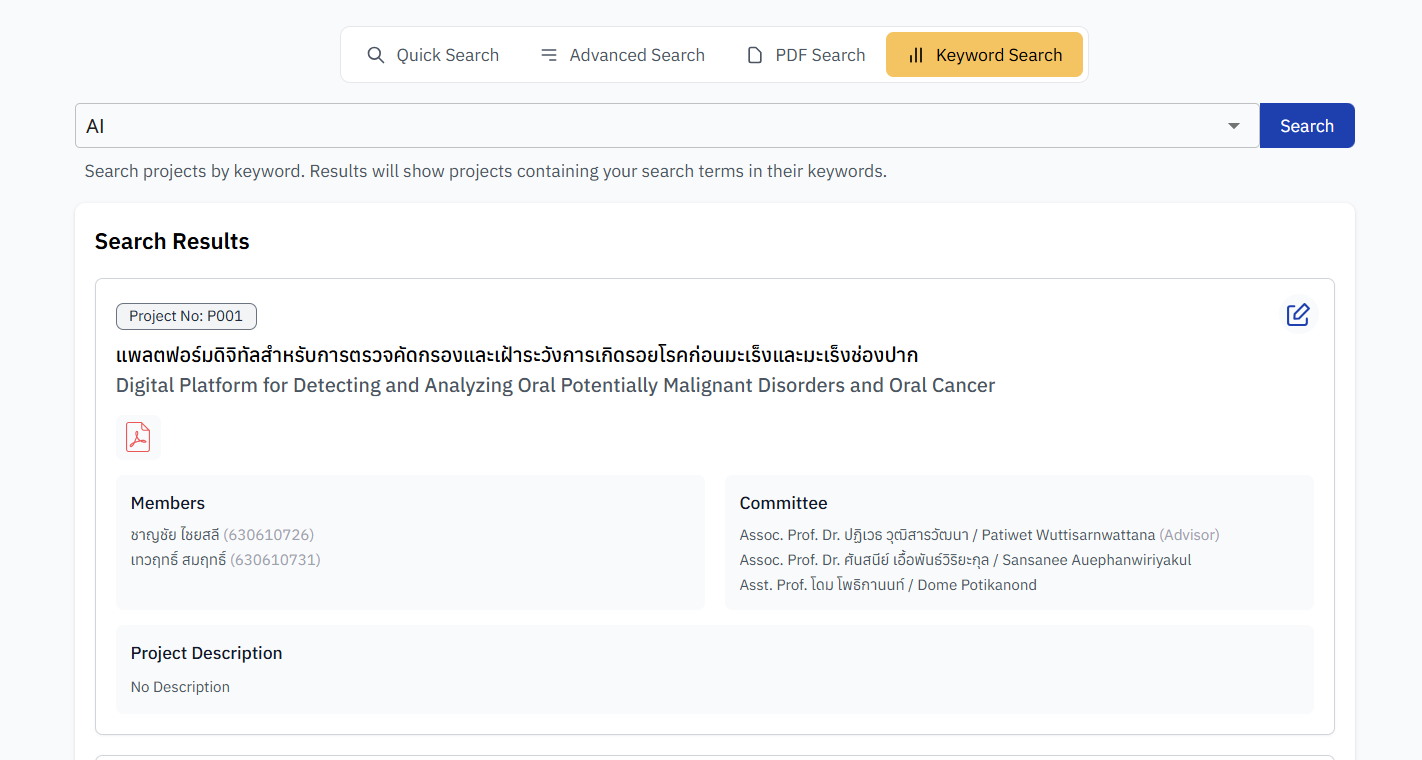 Quick Search
Advanced Search
PDF Search
Keyword Search
AI
Search
Search projects by keyword. Results will show projects containing your search terms in their keywords.
Search Results
Project No: P001
แพลตฟอร์มดิจิทัลสำหรับการตรวจคัดกรองและเฝ้าระวังการเกิดรอยโรคก่อนมะเร็งและมะเร็งช่องปาก
Digital Platform for Detecting and Analyzing Oral Potentially Malignant Disorders and Oral Cancer
Members
ชาญชัย ไชยสลี (630610726)
เทวฤทธิ์ สมฤทธิ์ (630610731)
Committee
Assoc. Prof. Dr. ปฏิเวธ วุฒิสารวัฒนา / Patiwet Wuttisarnwattana (Advisor)
Assoc. Prof. Dr. ศันสนีย์ เอื้อพันธ์วิริยะกุล / Sansanee Auephanwiriyakul
Asst. Prof. โดม โพธิกานนท์ / Dome Potikanond
Project Description
No Description